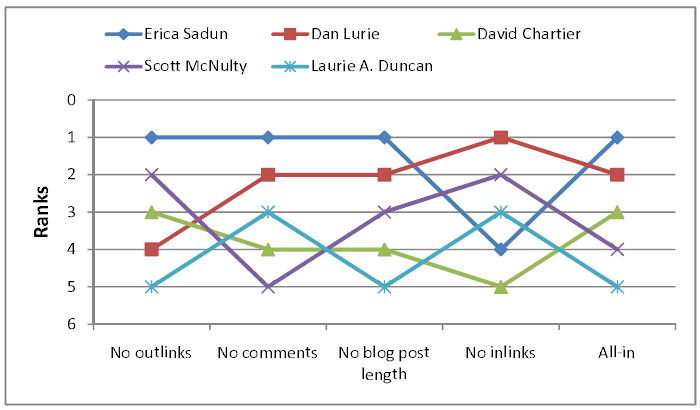 Erica Sadun Dan Lurie David Chartier
Scott McNulty Laurie A. Duncan
0
1
2
3
4
5
6
Ranks
No outlinks No comments No blog post No inlinks All-in
length